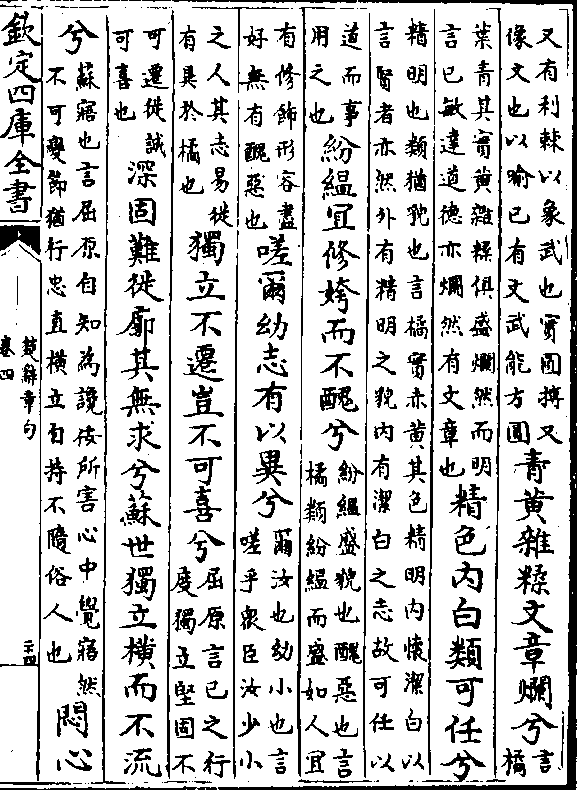 又有利棘以象武也實圓摶又
像文也以喻己有文武能方圓
青黃雜糅文章爛兮
言
橘
葉青其實黃雜糅俱盛爛然而明
言己敏達道德亦爛然有文章也
精色内白類可任兮
精明也類猶貌也言橘實赤黃其色精明内懷潔白以
言賢者亦然外有精明之貌内有潔白之志故可任以
道而事
用之也
紛緼宜修姱而不醜兮
紛緼盛貌也醜惡也言
橘類紛緼而盛如人宜
有修飾形容盡
好無有醜惡也
嗟爾幼志有以異兮
爾汝也幼小也言
嗟乎衆臣汝少小
之人其志易徙
有異於橘也
獨立不遷豈不可喜兮
屈原言己之行
度獨立堅固不
可遷徙誠
可喜也
深固難徙廓其無求兮蘇世獨立横而不流
兮
蘇寤也言屈原自知為讒佞所害心中覺寤然
不可變節猶行忠直横立自持不隨俗人也
悶心
欽定四庫全書
楚辭章句
卷四
二十四